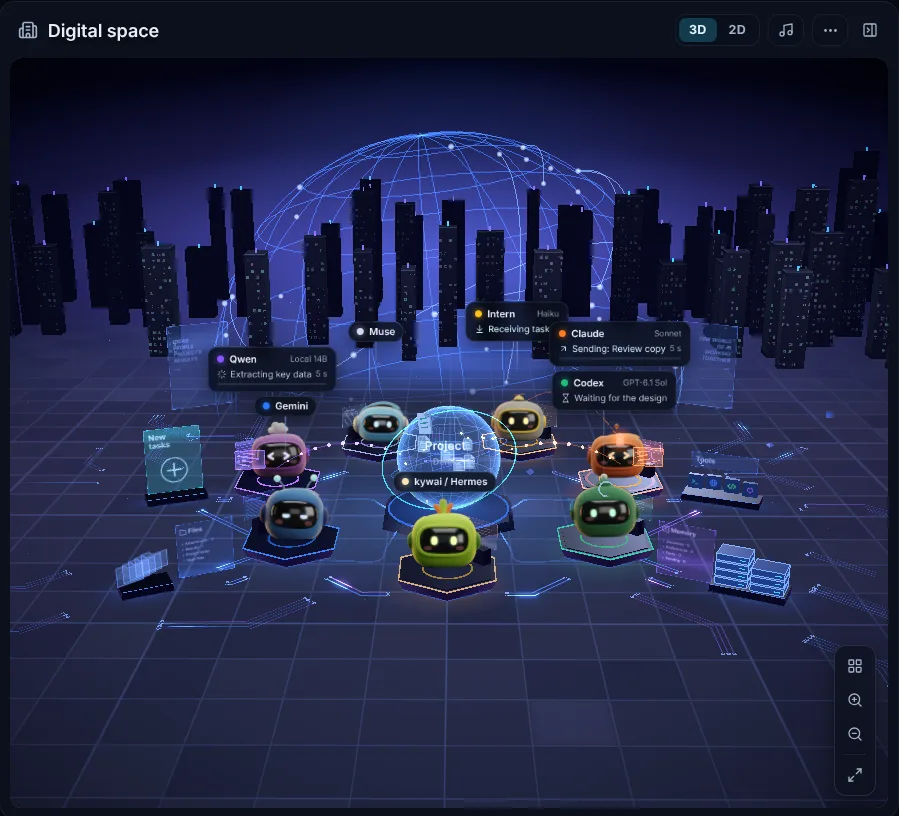 Digital space
3D
2D
Intern
Haiku
Receiving task
Muse
Claude
Sonnet
Sending: Review copy
5 s
Qwen
Local 14B
Extracting key data
5 s
Codex
GPT-6.1 Sol
Waiting for the design
Gemini
New
tasks
Project
Tools
kywai / Hermes
Files
Memory